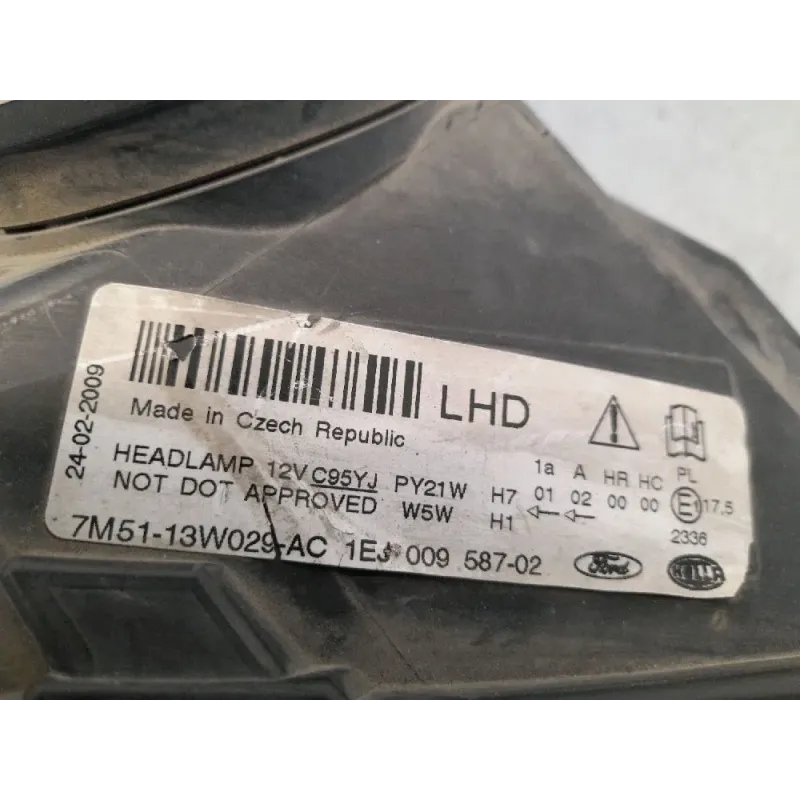 24-02-2009
LHD
Made in Czech Republic
HEADLAMP 12V C95YJ PY21W H7 1a A HR HC PL
NOT DOT APPROVED W5W H1 01 02 00 00 E1 17,5
2336
7M51-13W029-AC 1EJ 009 587-02 Ford HELLA